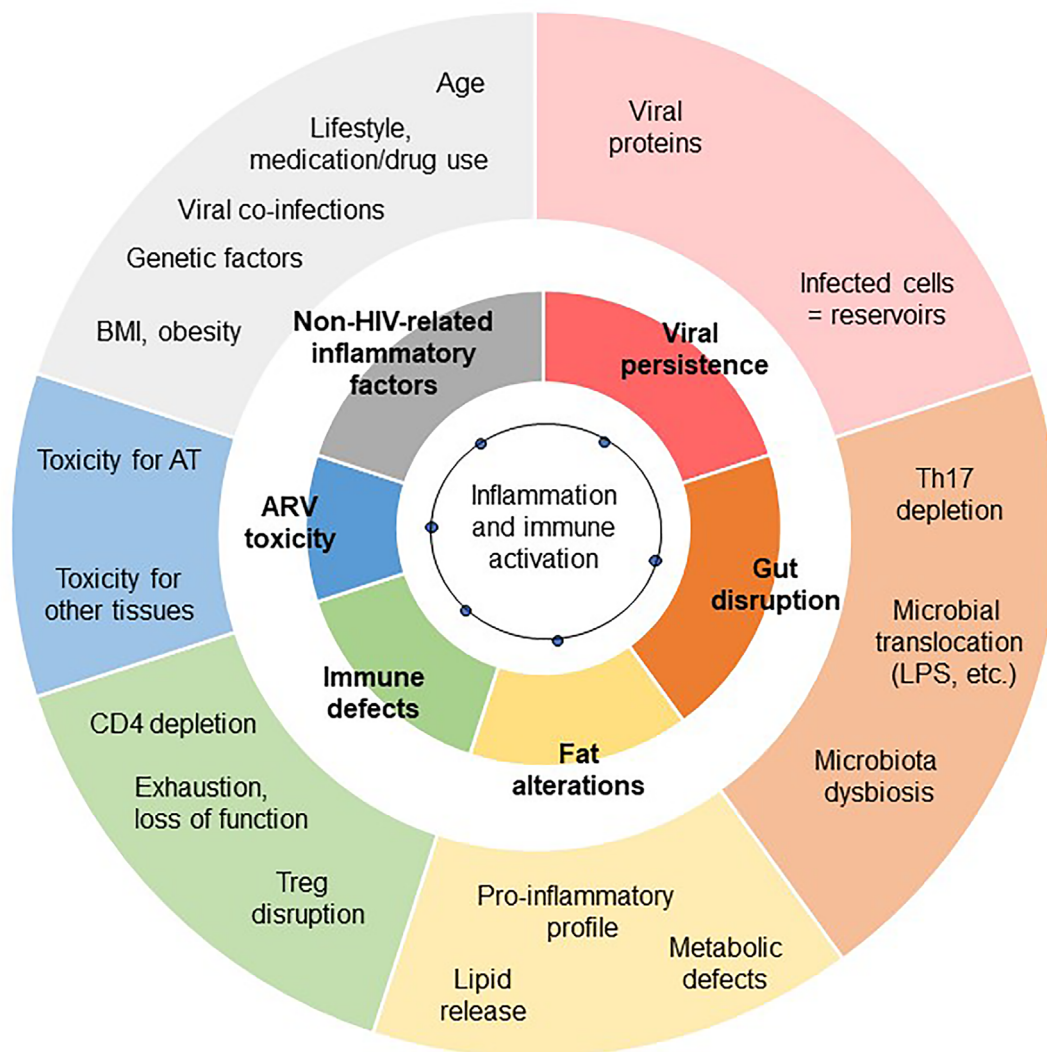 Age
Lifestyle,
medication/drug use
Viral co-infections
Genetic factors
BMI, obesity
Viral
proteins
Infected cells
= reservoirs
Non-HIV-related
inflammatory
factors
Viral
persistence
Toxicity for AT
Toxicity for
other tissues
ARV
toxicity
Inflammation
and immune
activation
Gut
disruption
Th17
depletion
Microbial
translocation
(LPS, etc.)
Microbiota
dysbiosis
Immune
defects
Fat
alterations
CD4 depletion
Exhaustion,
loss of function
Treg
disruption
Pro-inflammatory
profile
Lipid
release
Metabolic
defects